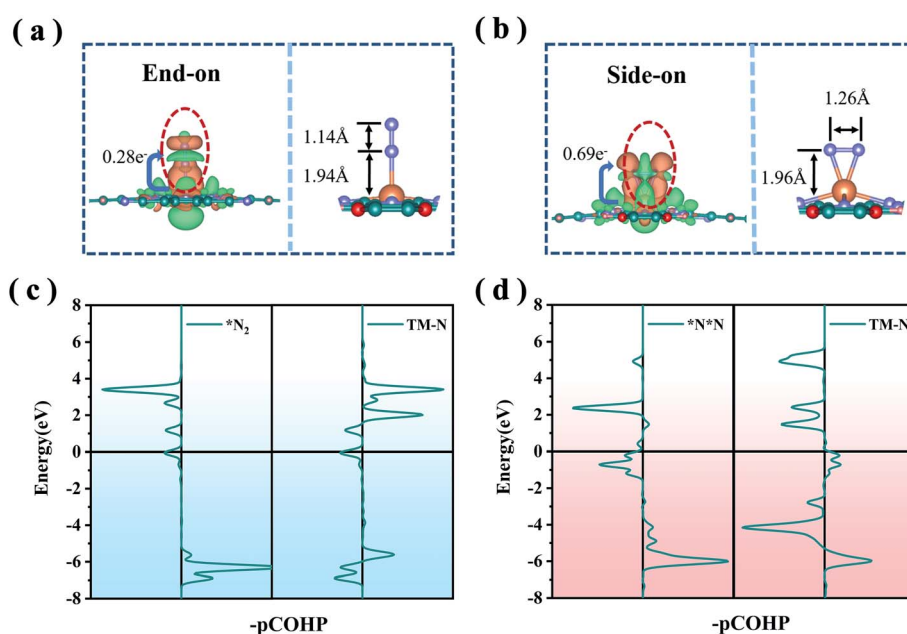 ( a )
End-on
0.28e-
1.14Å
1.94Å
( b )
Side-on
0.69e-
1.26Å
1.96Å
( c )
8
6
4
2
0
-2
-4
-6
-8
Energy(eV)
*N₂
TM-N
-pCOHP
( d )
8
6
4
2
0
-2
-4
-6
-8
Energy(eV)
*N*N
TM-N
-pCOHP